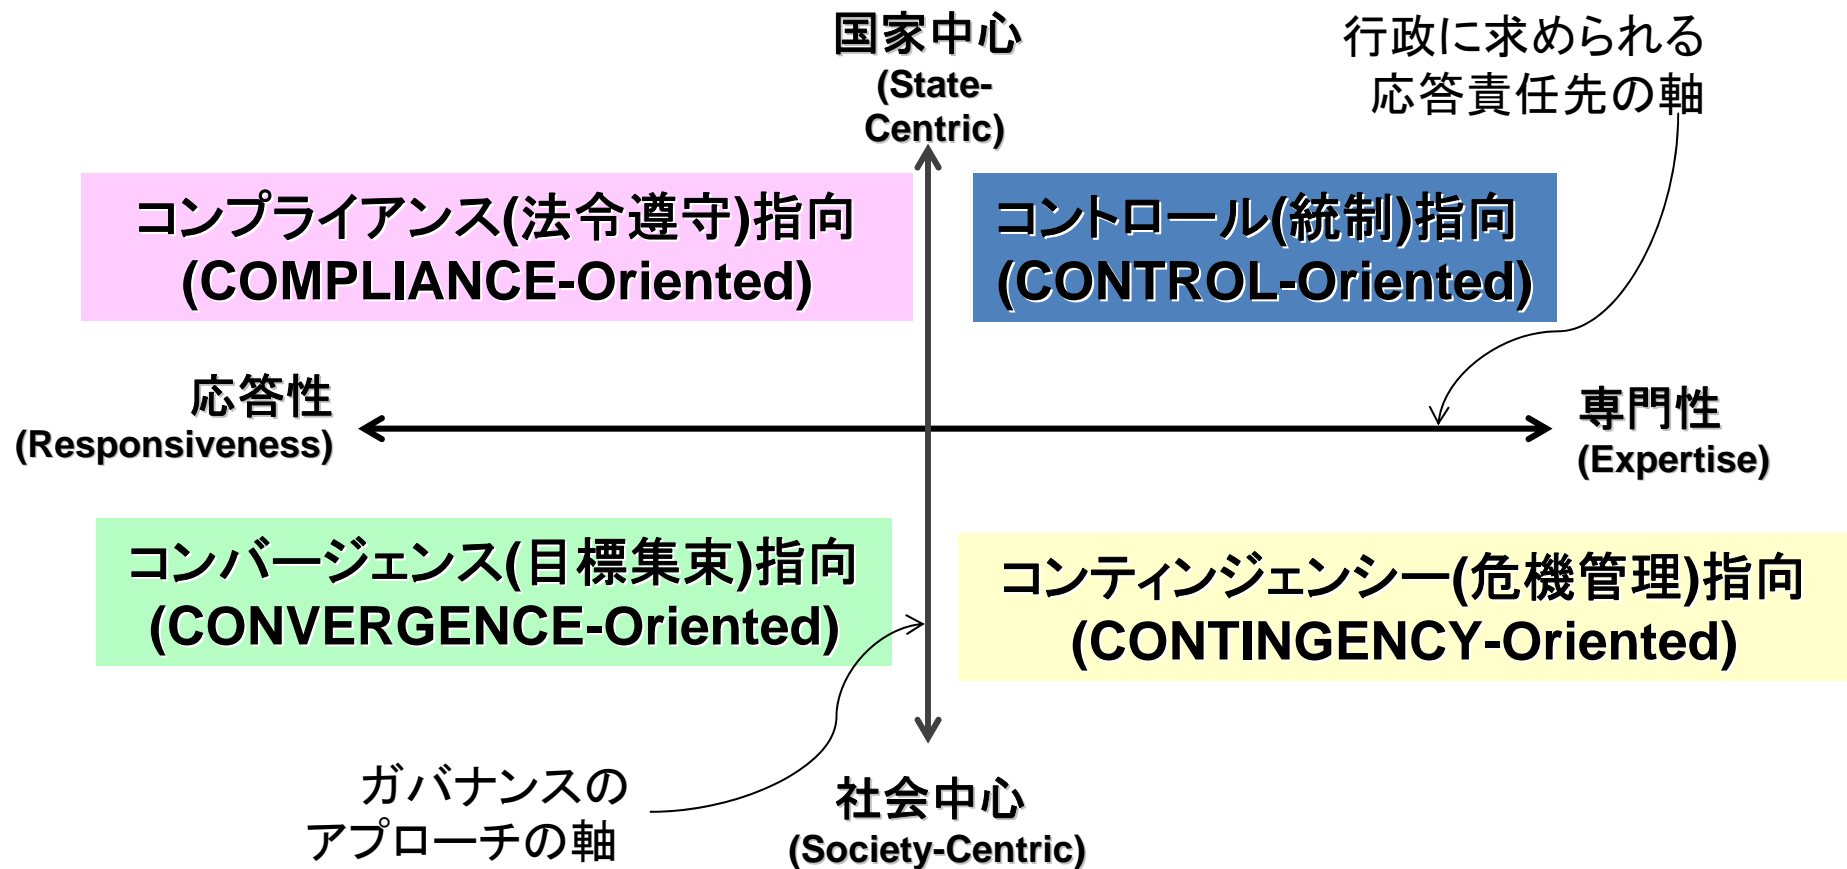 国家中心
(State-
Centric)
行政に求められる
応答責任先の軸
コンプライアンス(法令遵守)指向
(COMPLIANCE-Oriented)
コントロール(統制)指向
(CONTROL-Oriented)
応答性
(Responsiveness)
専門性
(Expertise)
コンバージェンス(目標集束)指向
(CONVERGENCE-Oriented)
コンティンジェンシー(危機管理)指向
(CONTINGENCY-Oriented)
ガバナンスの
アプローチの軸
社会中心
(Society-Centric)